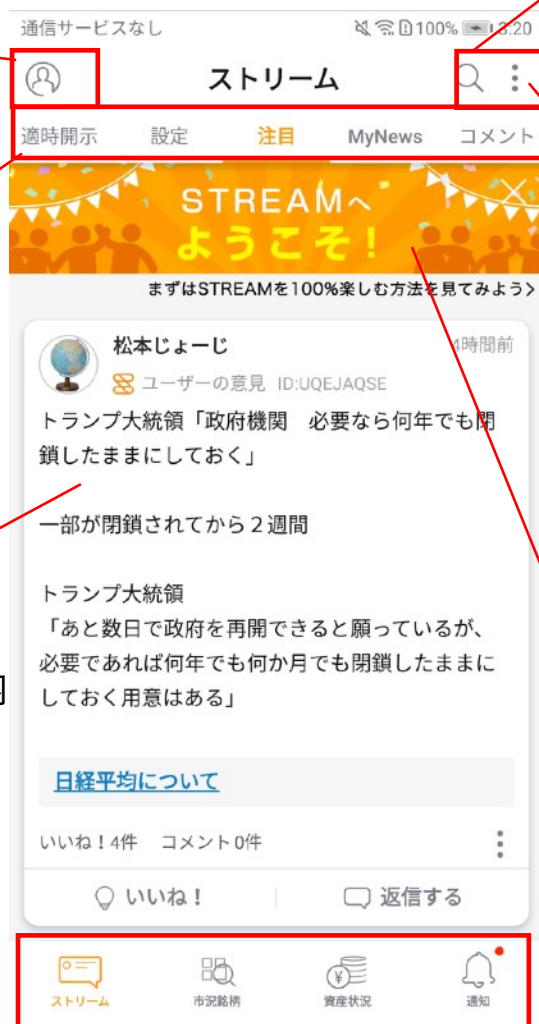 通信サービスなし 100% 3:20
ストリーム
適時開示 設定 注目 MyNews コメント
STREAMへ
ようこそ！
まずはSTREAMを100%楽しむ方法を見てみよう>
松本じょーじ 4時間前
ユーザーの意見 ID:UQEJAQSE
トランプ大統領「政府機関　必要なら何年でも閉
鎖したままにしておく」
一部が閉鎖されてから２週間
トランプ大統領
「あと数日で政府を再開できると願っているが、
必要であれば何年でも何か月でも閉鎖したままに
しておく用意はある」
日経平均について
いいね！4件 コメント0件
いいね！ 返信する
ストリーム 市況銘柄 資産状況 通知